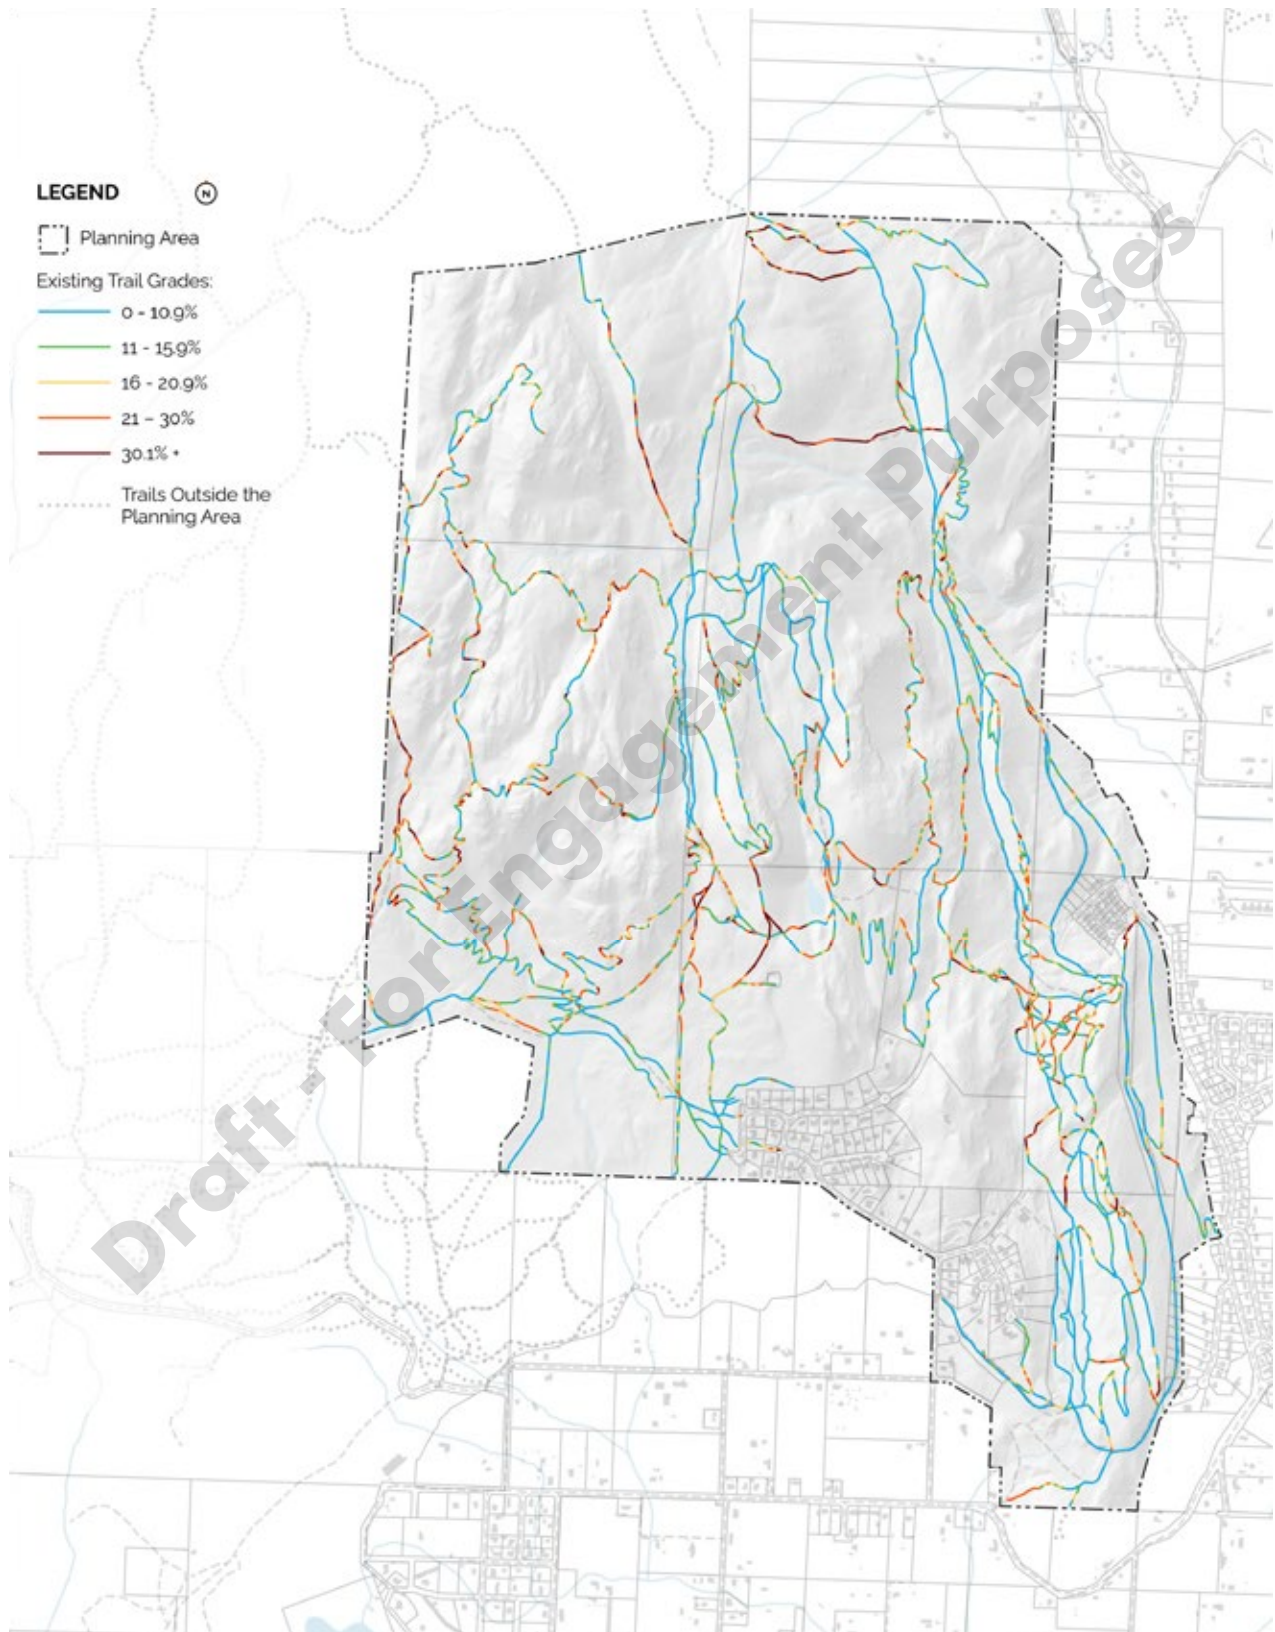 LEGEND
N
Planning Area
Existing Trail Grades:
0 - 10.9%
11 - 15.9%
16 - 20.9%
21 – 30%
30.1% +
Trails Outside the
Planning Area
Draft - For Engagement Purposes